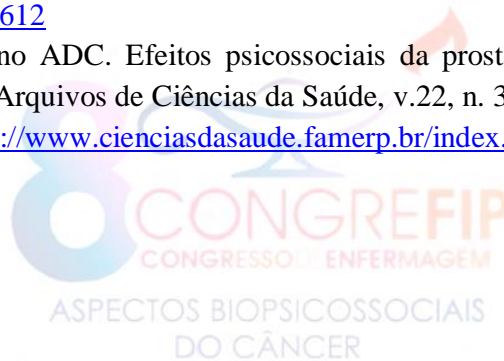 612
no ADC. Efeitos psicossociais da prost
Arquivos de Ciências da Saúde, v.22, n. 3
://www.cienciasdasaude.famerp.br/index.
8 CONGREFIP
CONGRESSO ENFERMAGEM
ASPECTOS BIOPSICOSSOCIAIS
DO CÂNCER